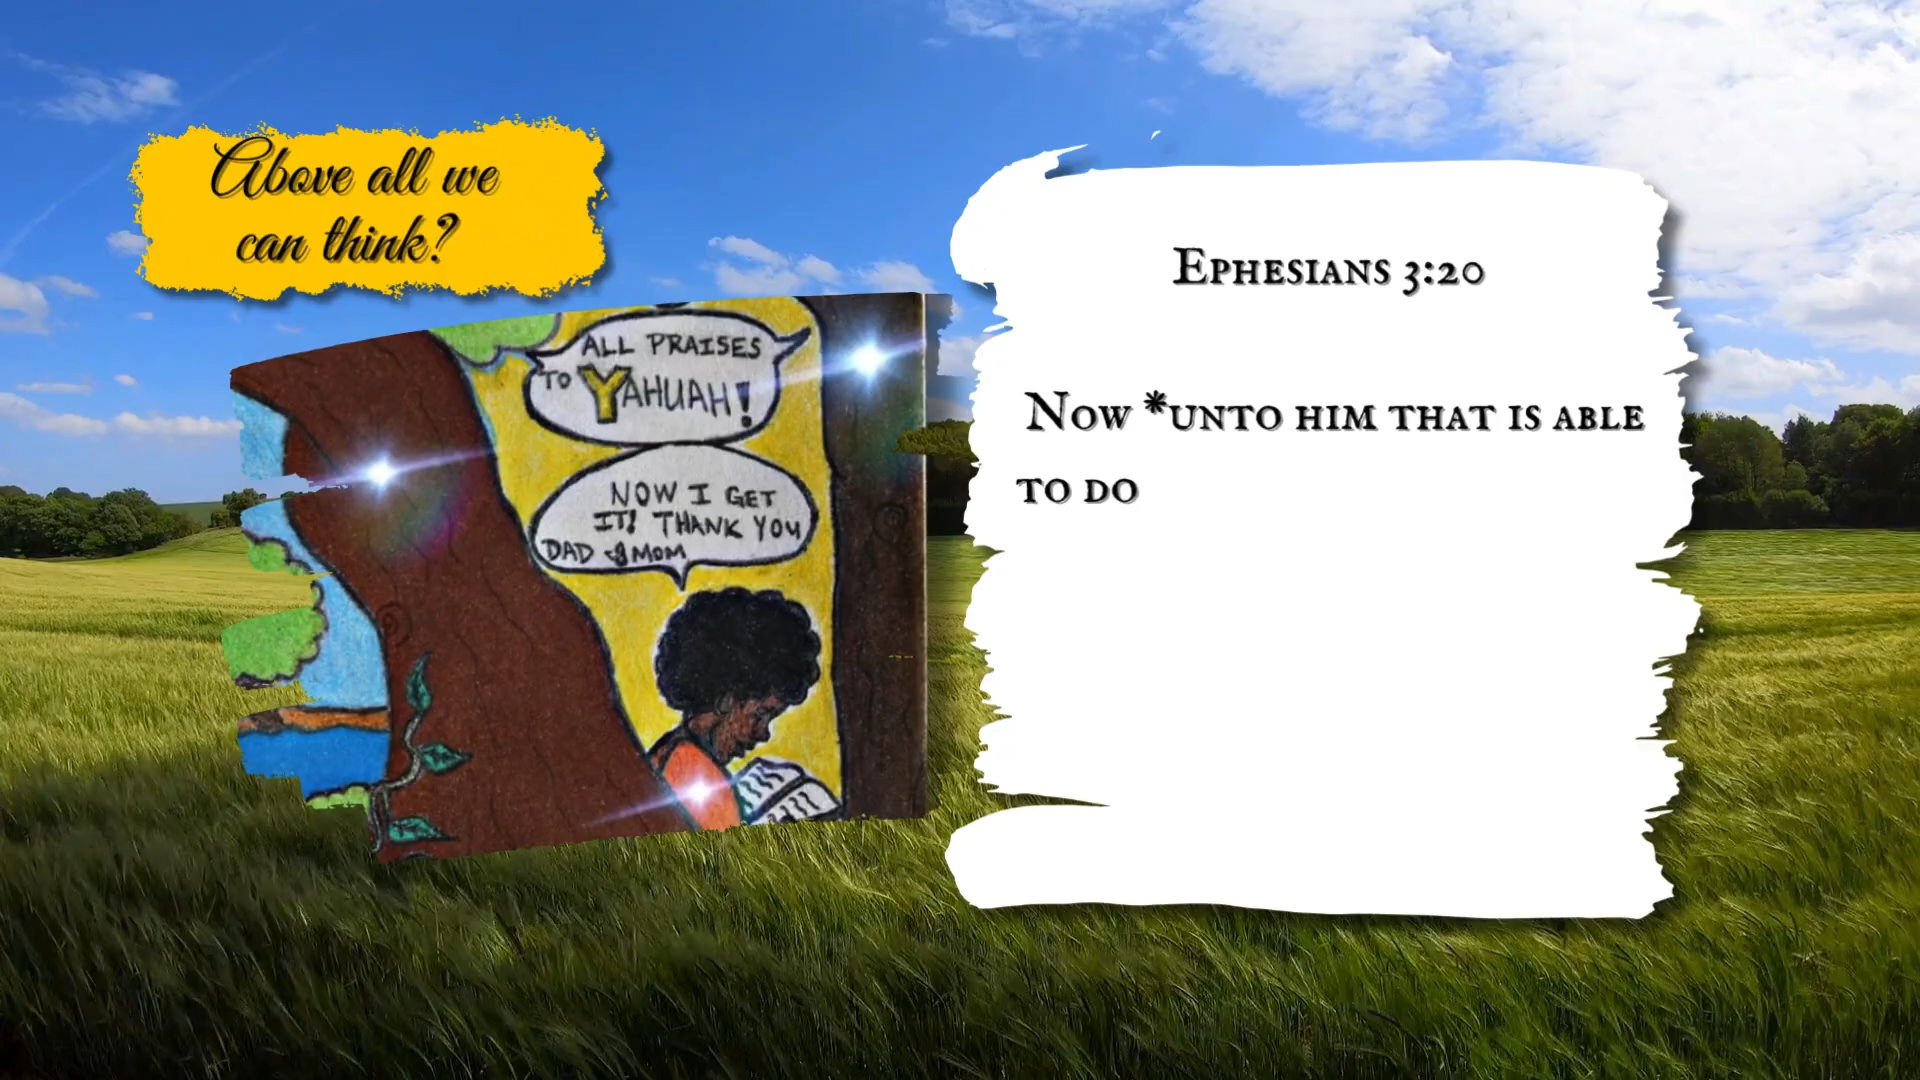 Above all we
can think?
ALL PRAISES
TO YAHUAH!
NOW I GET
IT! THANK YOU
DAD & MOM
Ephesians 3:20
Now *unto him that is able
to do